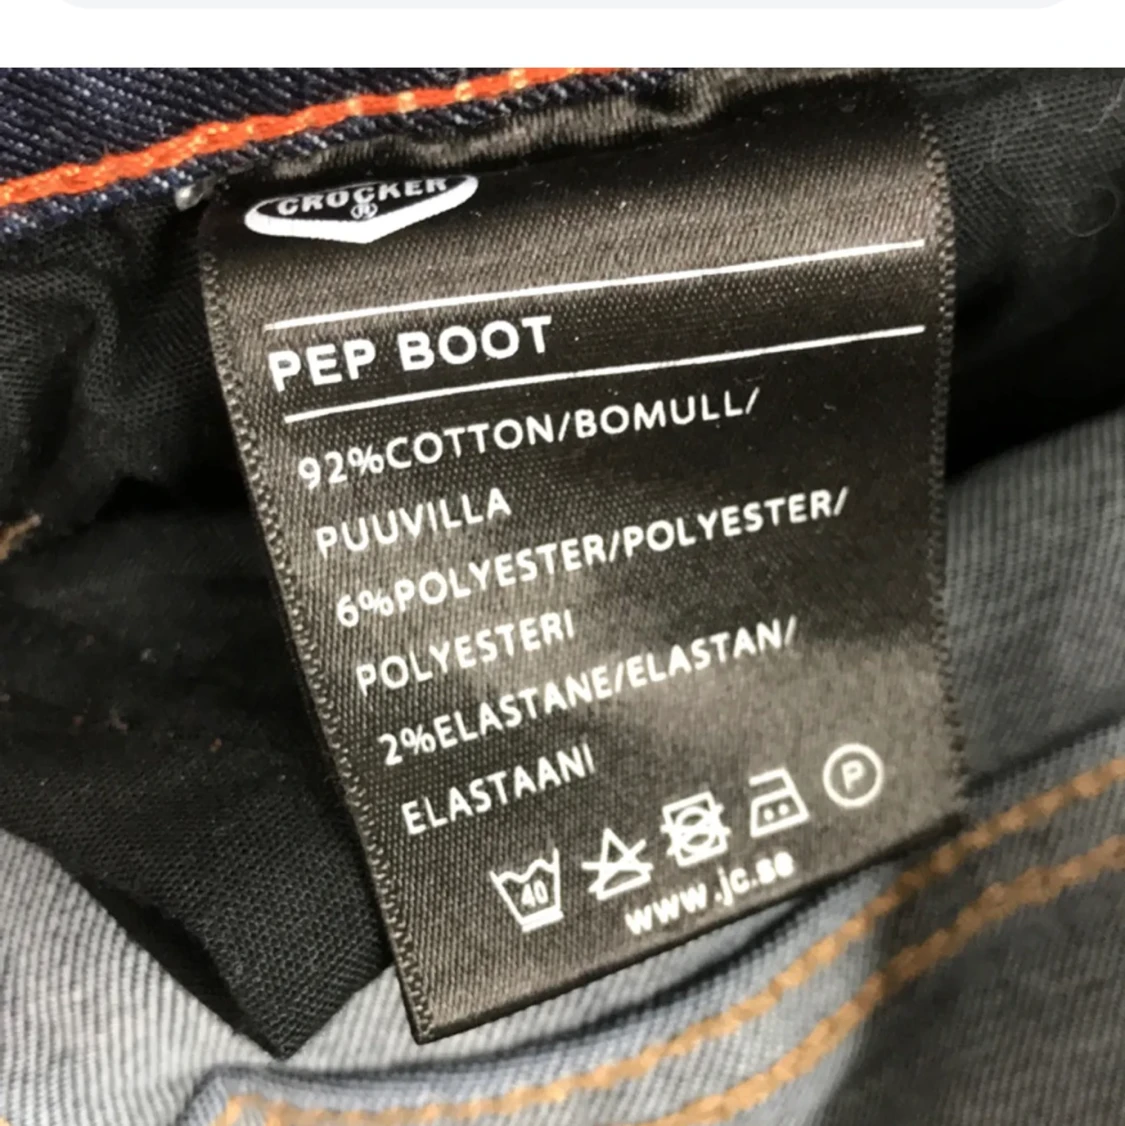 CROCKER
®
PEP BOOT
92%COTTON/BOMULL/
PUUVILLA
6%POLYESTER/POLYESTER/
POLYESTERI
2%ELASTANE/ELASTAN/
ELASTAANI
40
P
www.jc.se